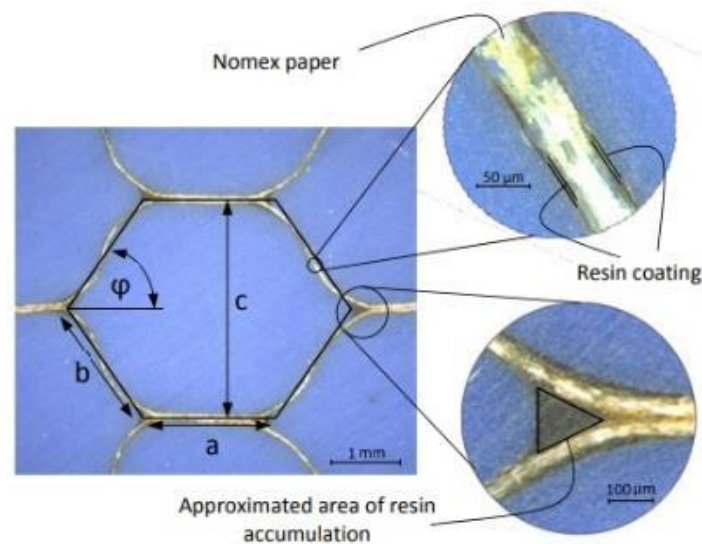 Nomex paper
50 µm
Resin coating
φ
c
b
a
1 mm
100 µm
Approximated area of resin
accumulation